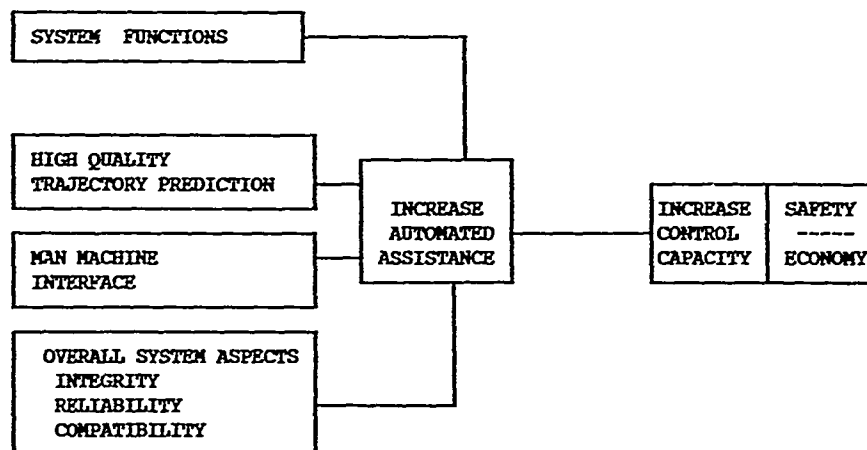 SYSTEM FUNCTIONS
HIGH QUALITY
TRAJECTORY PREDICTION
MAN MACHINE
INTERFACE
OVERALL SYSTEM ASPECTS
INTEGRITY
RELIABILITY
COMPATIBILITY
INCREASE
AUTOMATED
ASSISTANCE
INCREASE
CONTROL
CAPACITY
SAFETY
-----
ECONOMY